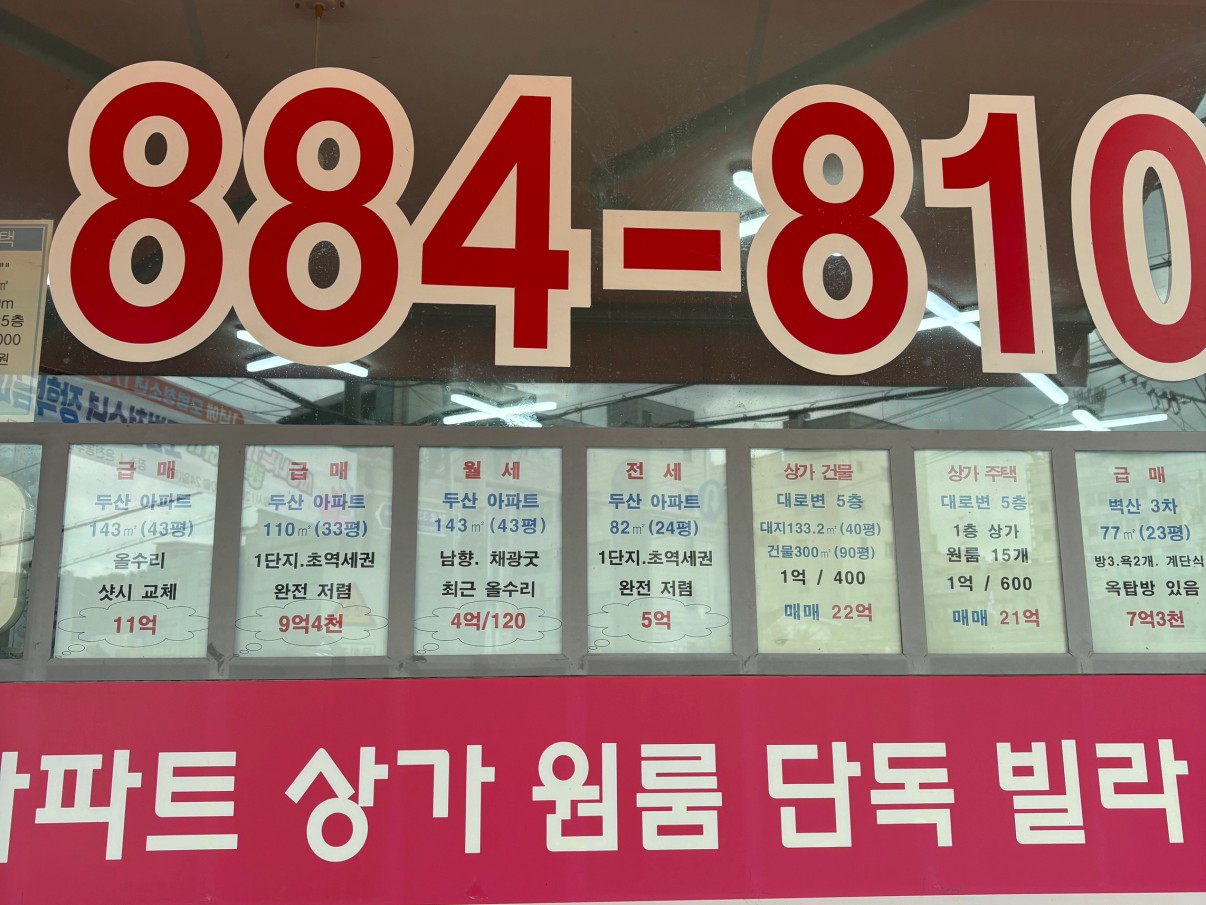 884-810
택
㎡
5층
000
원
급 매
두산 아파트
143㎡(43평)
올수리
샷시 교체
11억
급 매
두산 아파트
110㎡(33평)
1단지.초역세권
완전 저렴
9억4천
월 세
두산 아파트
143㎡(43평)
남향. 채광굿
최근 올수리
4억/120
전 세
두산 아파트
82㎡(24평)
1단지.초역세권
완전 저렴
5억
상가 건물
대로변 5층
대지133.2㎡(40평)
건물300㎡(90평)
1억 / 400
매매 22억
상가 주택
대로변 5층
1층 상가
원룸 15개
1억 / 600
매매 21억
급 매
벽산 3차
77㎡(23평)
방3.욕2개. 계단식
옥탑방 있음
7억3천
파트 상가 원룸 단독 빌라